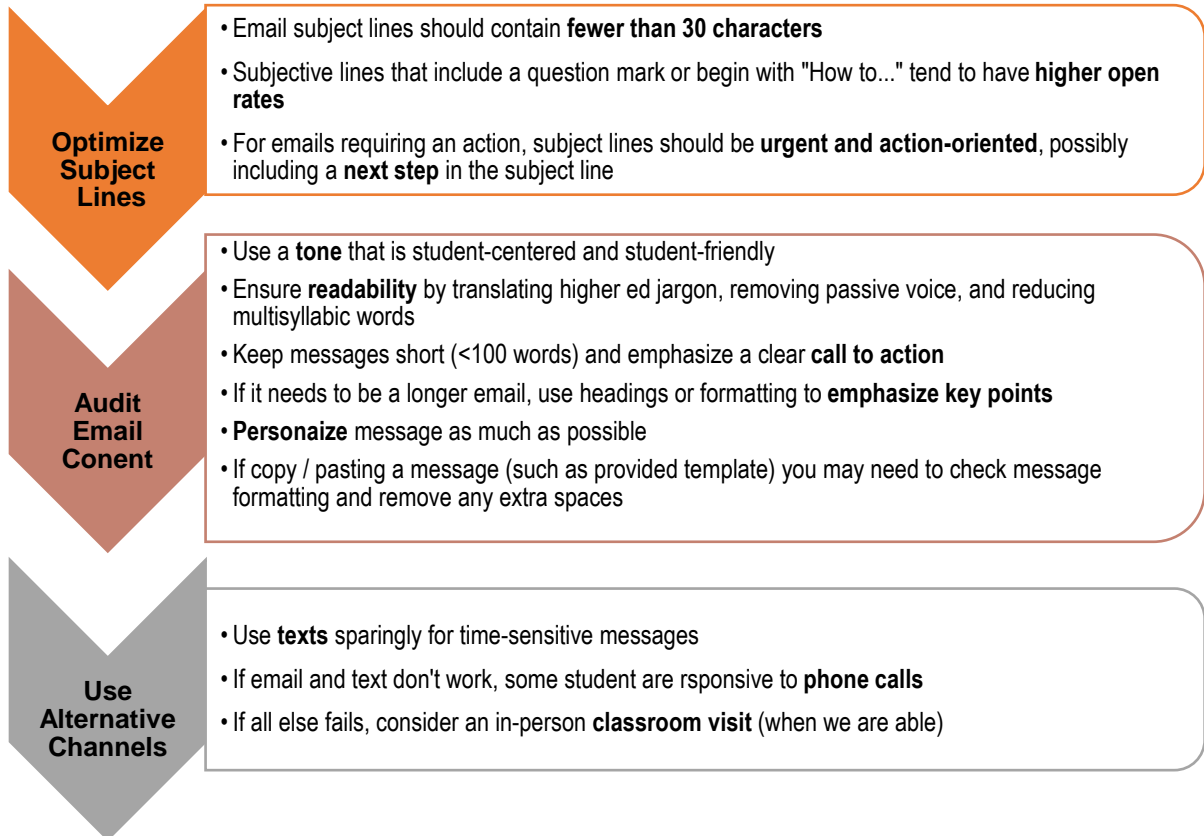 Optimize
Subject
Lines
• Email subject lines should contain fewer than 30 characters
• Subjective lines that include a question mark or begin with "How to..." tend to have higher open
rates
• For emails requiring an action, subject lines should be urgent and action-oriented, possibly
including a next step in the subject line
Audit
Email
Conent
• Use a tone that is student-centered and student-friendly
• Ensure readability by translating higher ed jargon, removing passive voice, and reducing
multisyllabic words
• Keep messages short (<100 words) and emphasize a clear call to action
• If it needs to be a longer email, use headings or formatting to emphasize key points
• Personaize message as much as possible
• If copy / pasting a message (such as provided template) you may need to check message
formatting and remove any extra spaces
Use
Alternative
Channels
• Use texts sparingly for time-sensitive messages
• If email and text don't work, some student are rsponsive to phone calls
• If all else fails, consider an in-person classroom visit (when we are able)